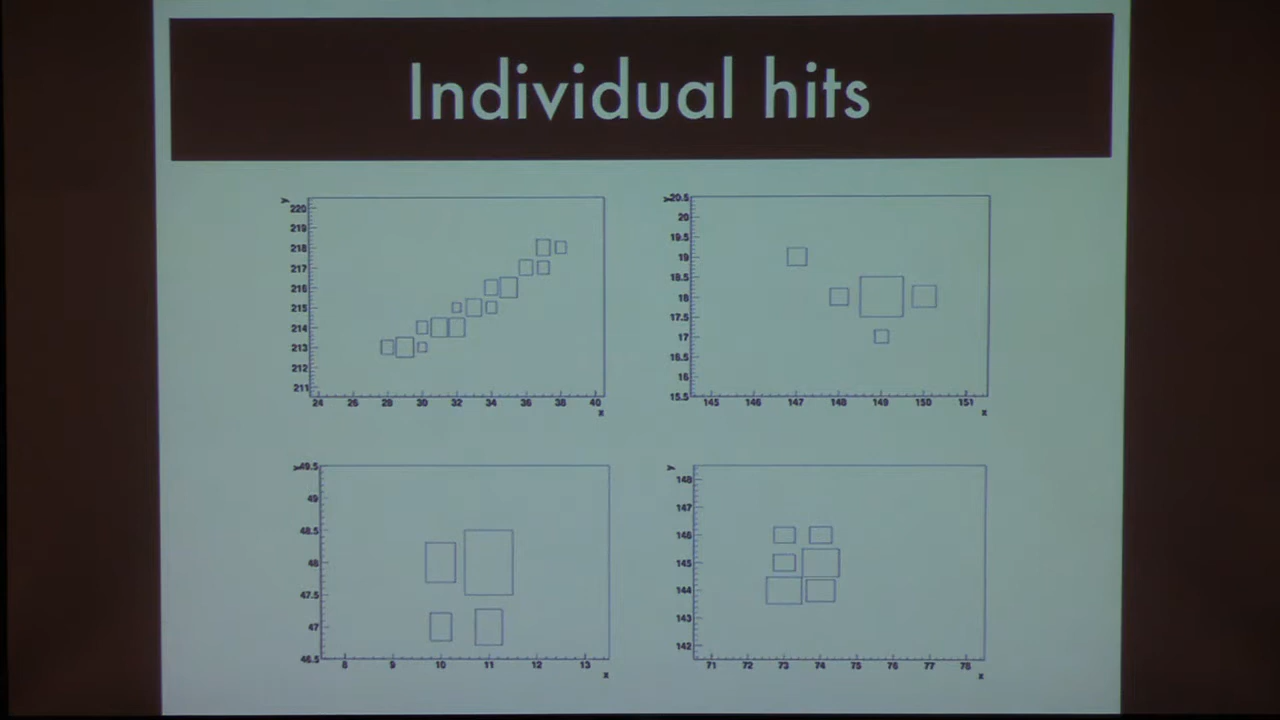 Individual hits
y
220
219
218
217
216
215
214
213
212
211
24 26 28 30 32 34 36 38 40
x
y
20.5
20
19.5
19
18.5
18
17.5
17
16.5
16
15.5
145 146 147 148 149 150 151
x
y
49.5
49
48.5
48
47.5
47
46.5
8 9 10 11 12 13
x
y
148
147
146
145
144
143
142
71 72 73 74 75 76 77 78
x